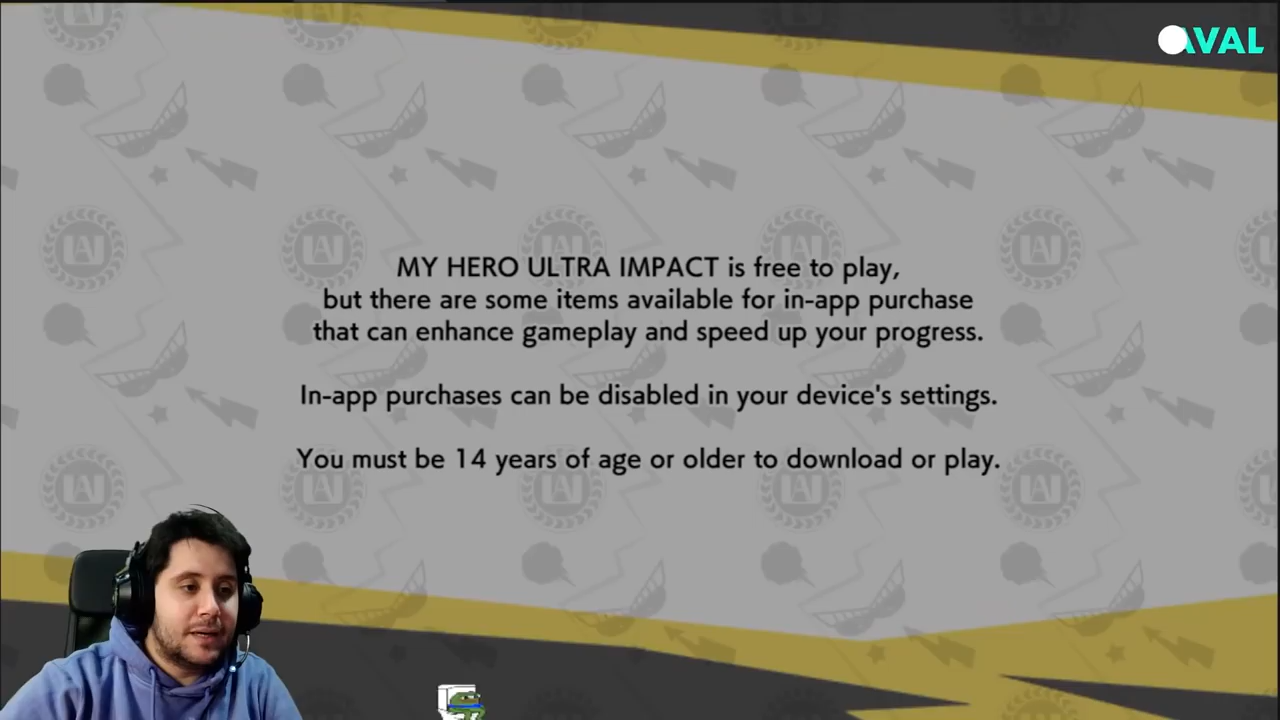 AVAL
MY HERO ULTRA IMPACT is free to play,
but there are some items available for in-app purchase
that can enhance gameplay and speed up your progress.
In-app purchases can be disabled in your device's settings.
You must be 14 years of age or older to download or play.